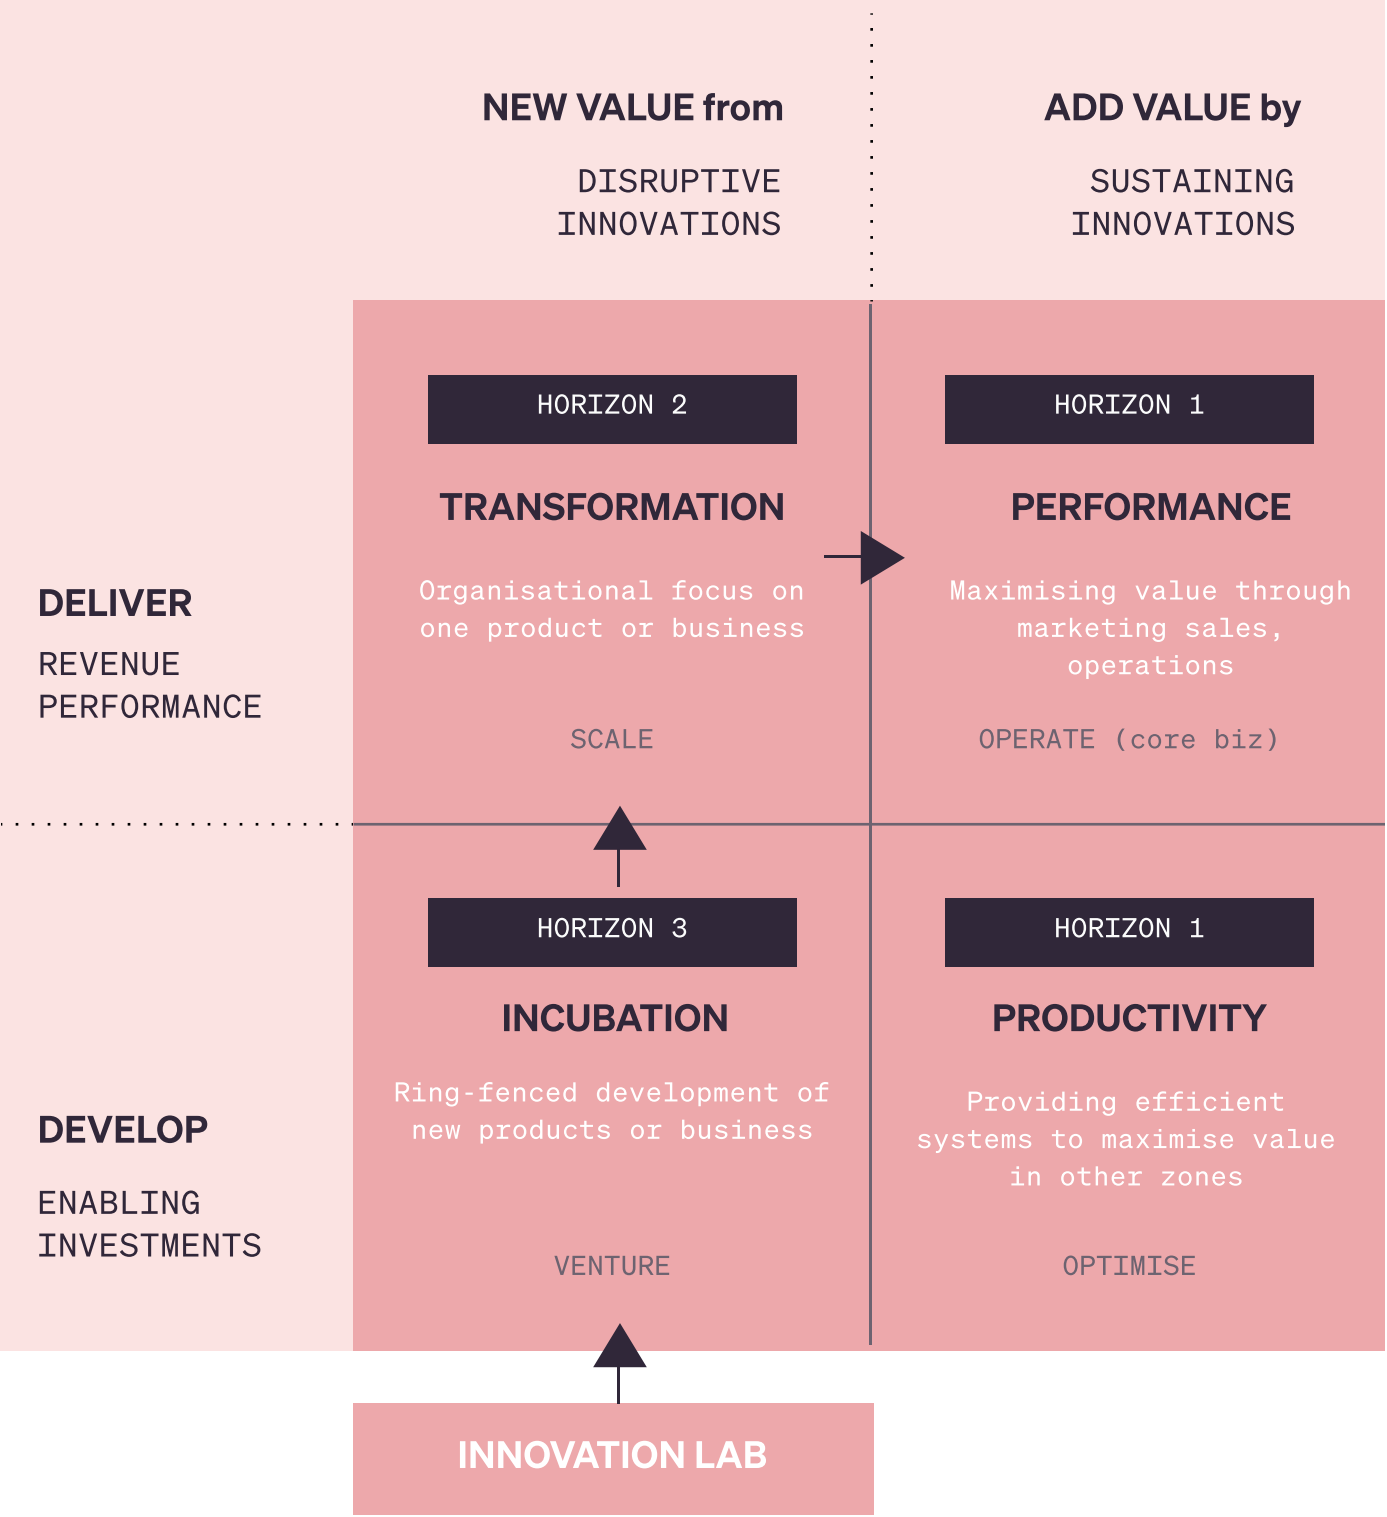 NEW VALUE from
DISRUPTIVE
INNOVATIONS
ADD VALUE by
SUSTAINING
INNOVATIONS
DELIVER
REVENUE
PERFORMANCE
HORIZON 2
TRANSFORMATION
Organisational focus on
one product or business
SCALE
HORIZON 1
PERFORMANCE
Maximising value through
marketing sales,
operations
OPERATE (core biz)
DEVELOP
ENABLING
INVESTMENTS
HORIZON 3
INCUBATION
Ring-fenced development of
new products or business
VENTURE
HORIZON 1
PRODUCTIVITY
Providing efficient
systems to maximise value
in other zones
OPTIMISE
INNOVATION LAB